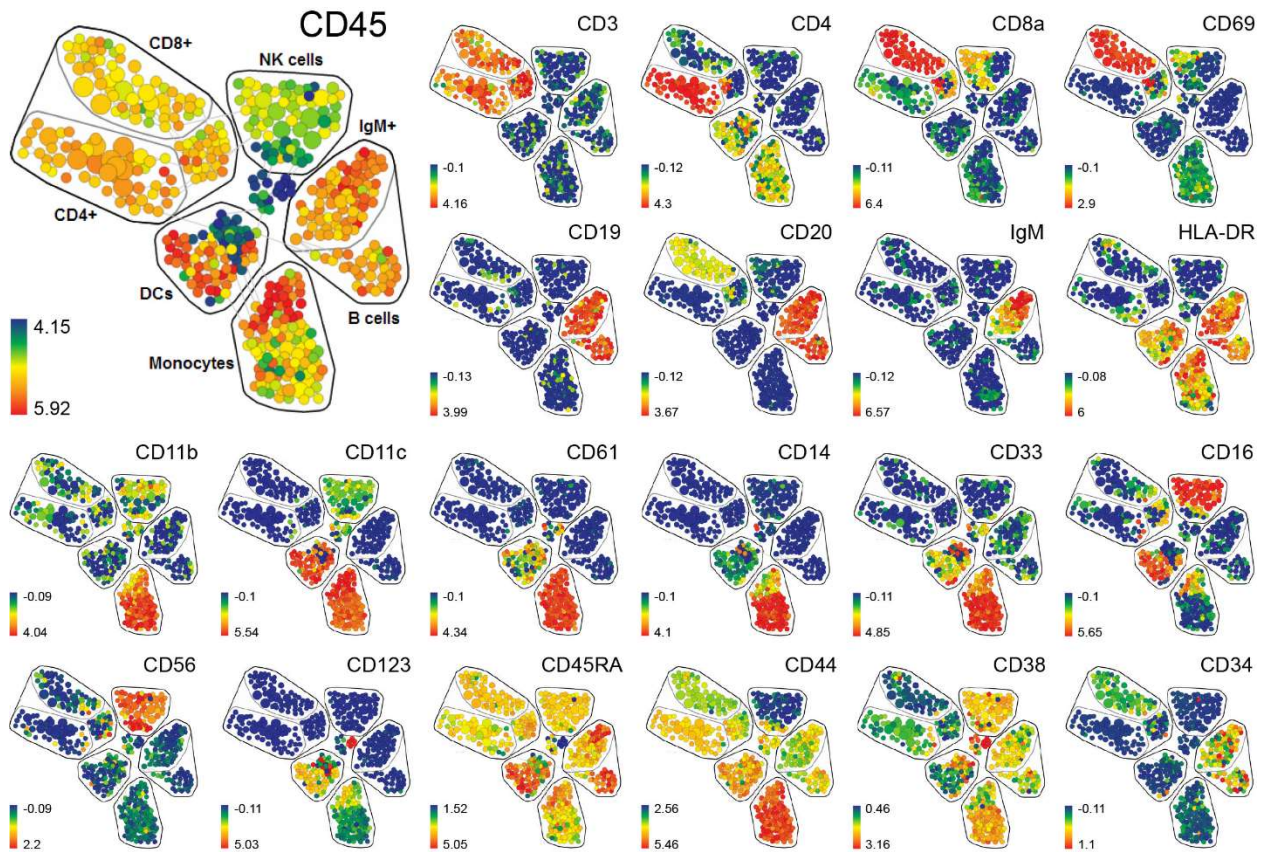 CD45
CD8+
NK cells
IgM+
CD4+
DCs
B cells
Monocytes
4.15
5.92
CD3
-0.1
4.16
CD4
-0.12
4.3
CD8a
-0.11
6.4
CD69
-0.1
2.9
CD19
-0.13
3.99
CD20
-0.12
3.67
IgM
-0.12
6.57
HLA-DR
-0.08
6
CD11b
-0.09
4.04
CD11c
-0.1
5.54
CD61
-0.1
4.34
CD14
-0.1
4.1
CD33
-0.11
4.85
CD16
-0.1
5.65
CD56
-0.09
2.2
CD123
-0.11
5.03
CD45RA
1.52
5.05
CD44
2.56
5.46
CD38
0.46
3.16
CD34
-0.11
1.1